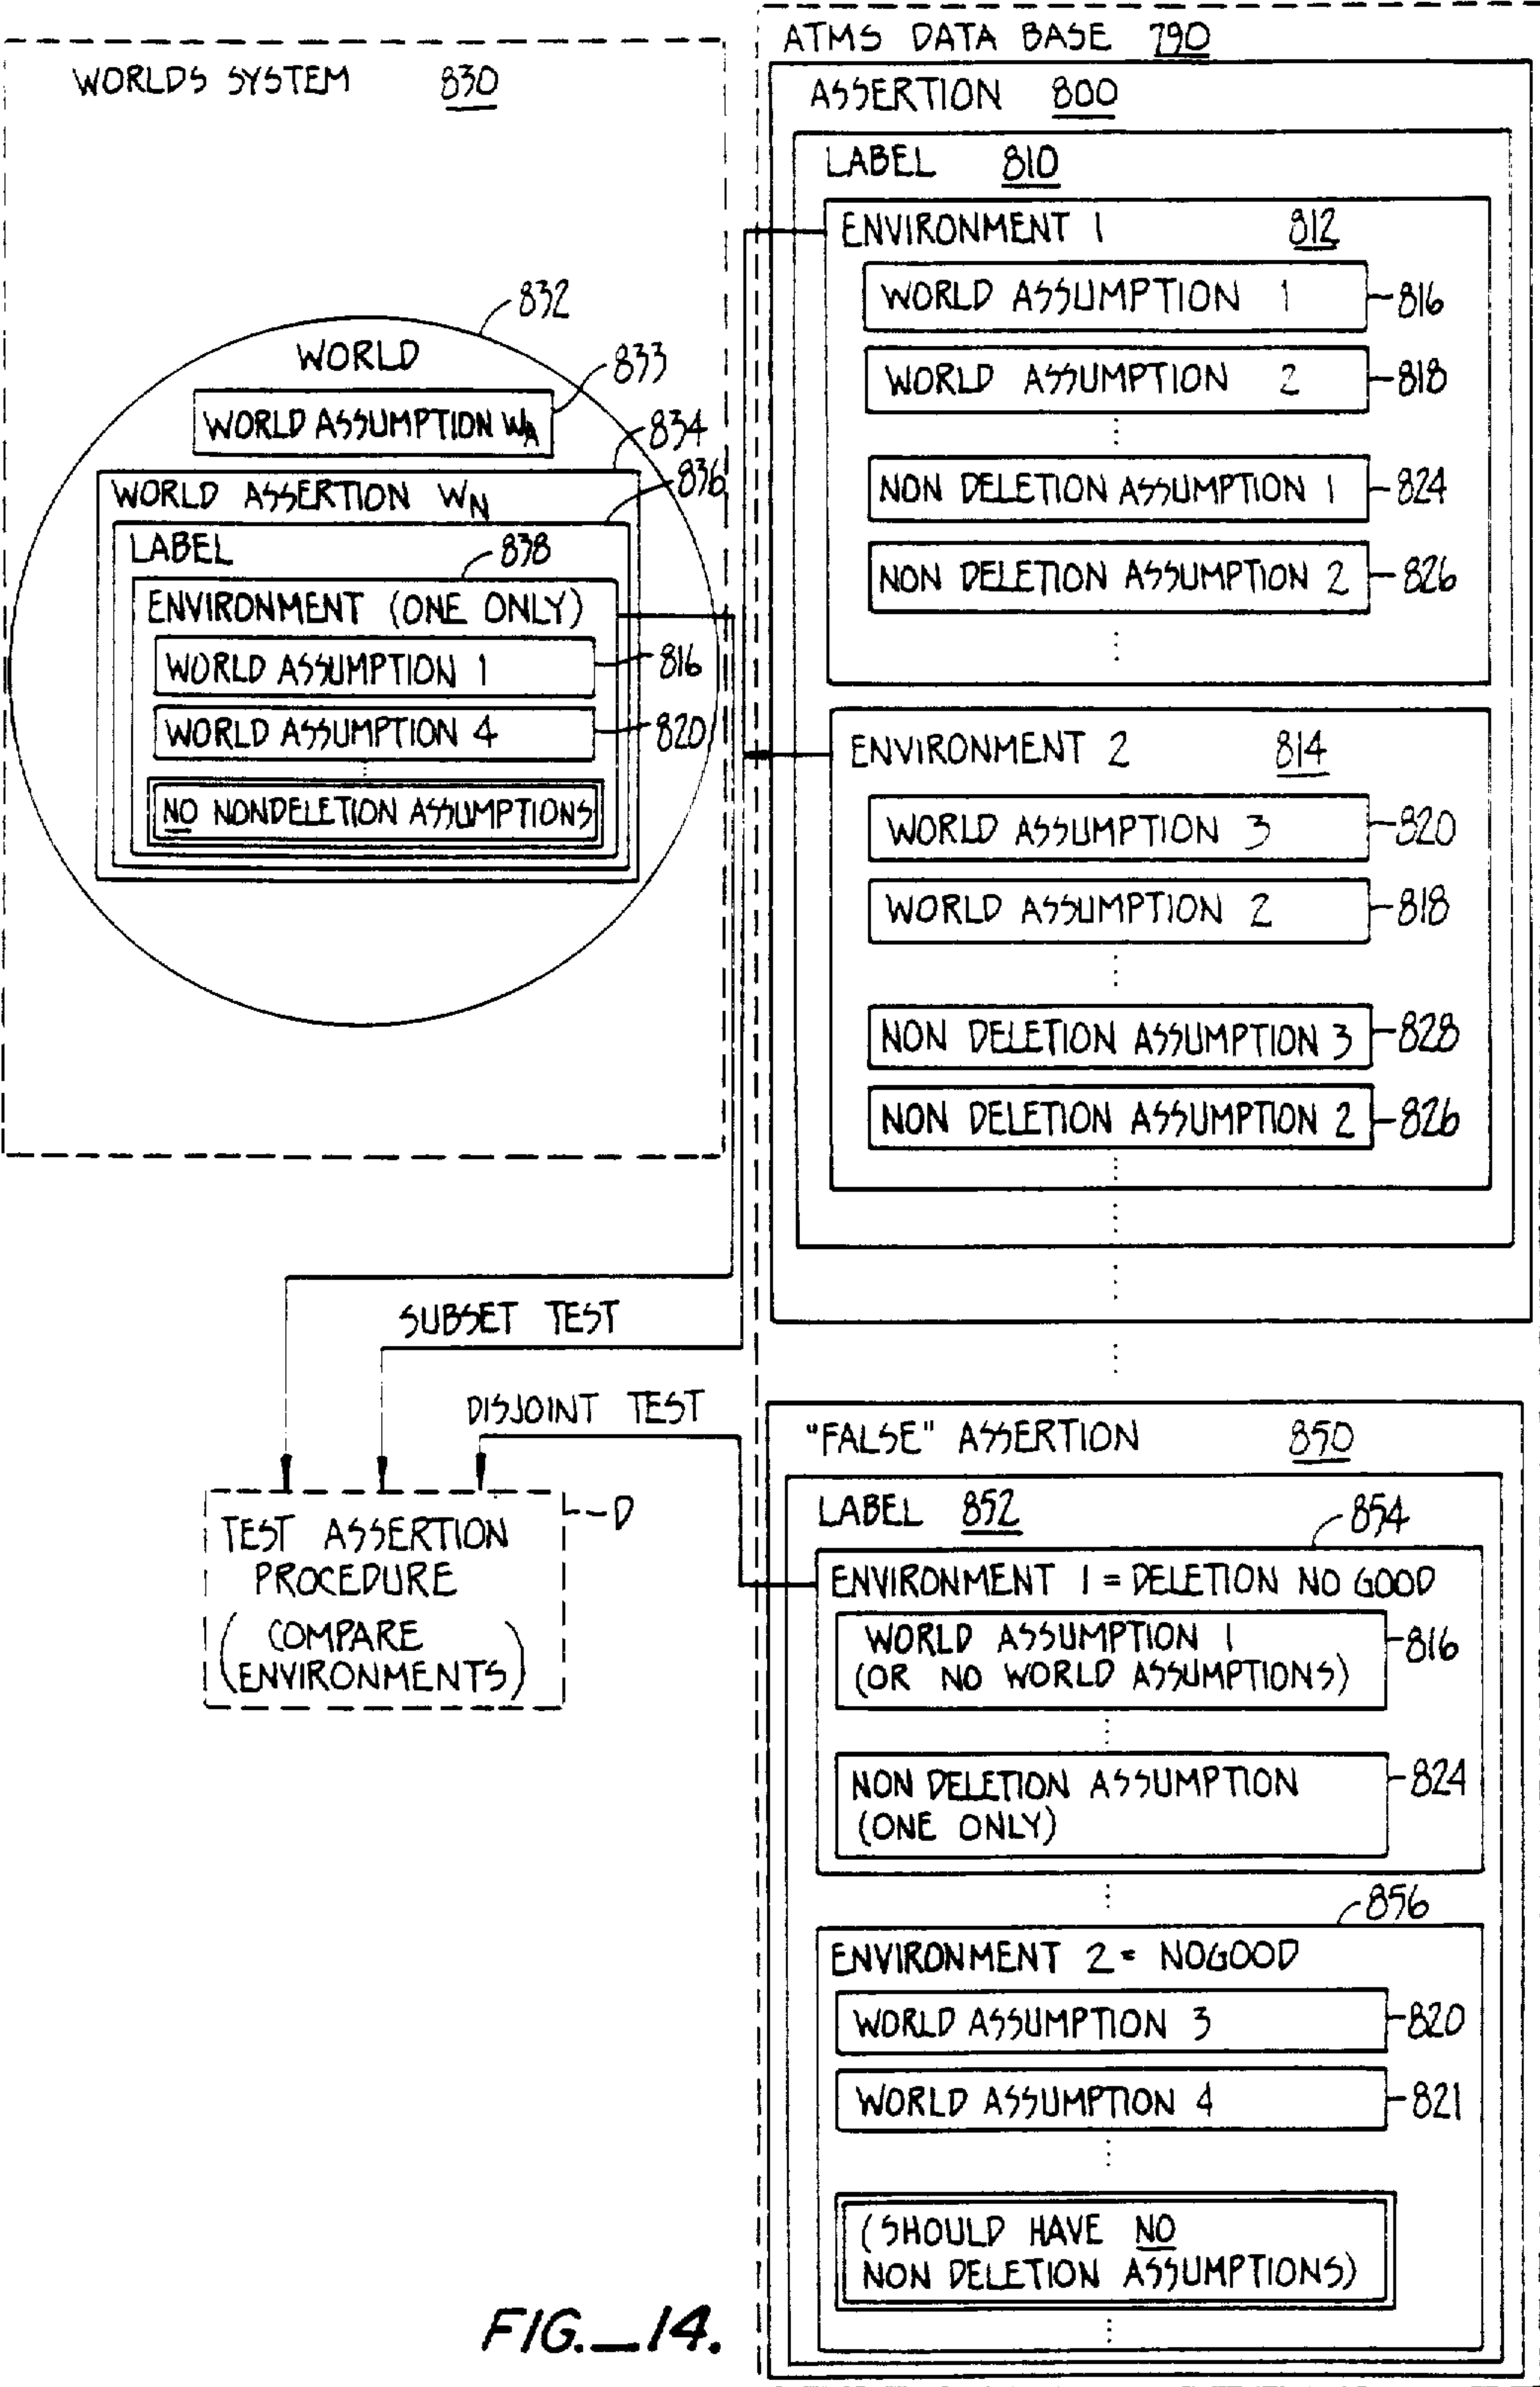 WORLDS SYSTEM 830
832
WORLD
833
WORLD ASSUMPTION WA
834
836
WORLD ASSERTION WN
LABEL
838
ENVIRONMENT (ONE ONLY)
WORLD ASSUMPTION 1
816
WORLD ASSUMPTION 4
820
NO NONDELETION ASSUMPTIONS
ATMS DATA BASE 790
ASSERTION 800
LABEL 810
ENVIRONMENT 1 812
WORLD ASSUMPTION 1
816
WORLD ASSUMPTION 2
818
NON DELETION ASSUMPTION 1
824
NON DELETION ASSUMPTION 2
826
ENVIRONMENT 2 814
WORLD ASSUMPTION 3
820
WORLD ASSUMPTION 2
818
NON DELETION ASSUMPTION 3
828
NON DELETION ASSUMPTION 2
826
SUBSET TEST
DISJOINT TEST
D
TEST ASSERTION
PROCEDURE
(COMPARE
ENVIRONMENTS)
"FALSE" ASSERTION 850
LABEL 852
854
ENVIRONMENT 1 = DELETION NO GOOD
WORLD ASSUMPTION 1
(OR NO WORLD ASSUMPTIONS)
816
NON DELETION ASSUMPTION
(ONE ONLY)
824
856
ENVIRONMENT 2 = NOGOOD
WORLD ASSUMPTION 3
820
WORLD ASSUMPTION 4
821
(SHOULD HAVE NO
NON DELETION ASSUMPTIONS)
FIG._14.